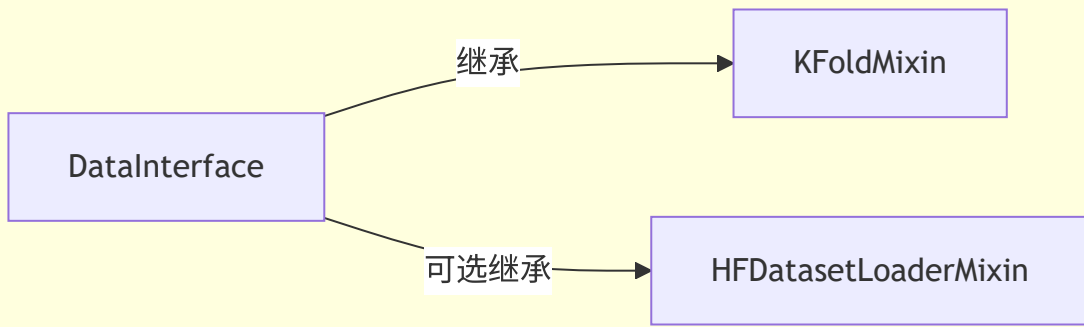 继承
KFoldMixin
DataInterface
可选继承
HFDatasetLoaderMixin